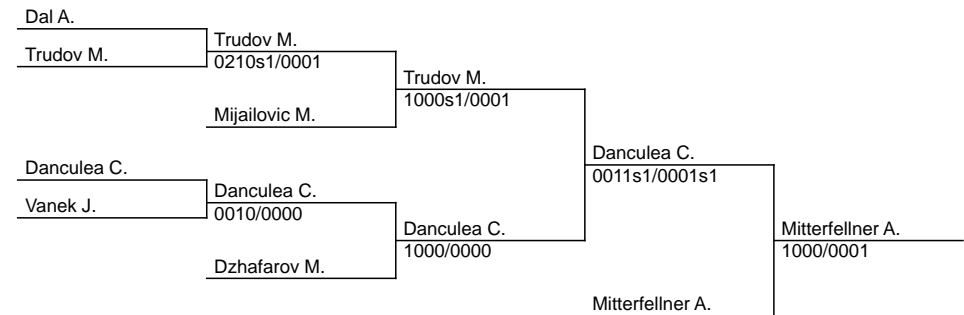 Dal A.
Trudov M.
Trudov M.
0210s1/0001
Trudov M.
1000s1/0001
Mijailovic M.
Danculea C.
0011s1/0001s1
Danculea C.
Vanek J.
Danculea C.
0010/0000
Danculea C.
1000/0000
Mitterfellner A.
1000/0001
Dzhafarov M.
Mitterfellner A.